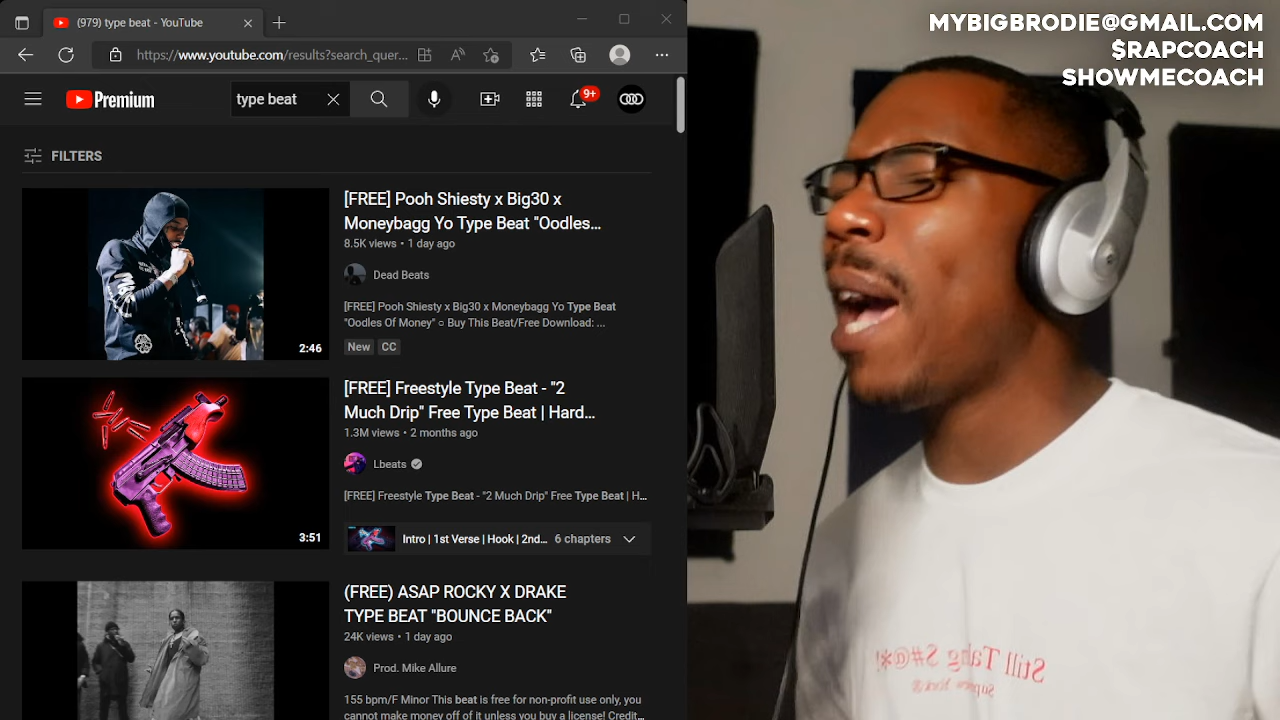 (979) type beat - YouTube
https://www.youtube.com/results?search_quer...
Premium
type beat
9+
FILTERS
[FREE] Pooh Shiesty x Big30 x
Moneybagg Yo Type Beat "Oodles...
8.5K views • 1 day ago
Dead Beats
[FREE] Pooh Shiesty x Big30 x Moneybagg Yo Type Beat
"Oodles Of Money" ○ Buy This Beat/Free Download: ...
New CC
2:46
[FREE] Freestyle Type Beat - "2
Much Drip" Free Type Beat | Hard...
1.3M views • 2 months ago
Lbeats
[FREE] Freestyle Type Beat - "2 Much Drip" Free Type Beat | H...
3:51
Intro | 1st Verse | Hook | 2nd... 6 chapters
(FREE) ASAP ROCKY X DRAKE
TYPE BEAT "BOUNCE BACK"
24K views • 1 day ago
Prod. Mike Allure
155 bpm/F Minor This beat is free for non-profit use only, you
cannot make money off of it unless you buy a license! Credit...
MYBIGBRODIE@GMAIL.COM
$RAPCOACH
SHOWMECOACH
Still Talkg S#@*!